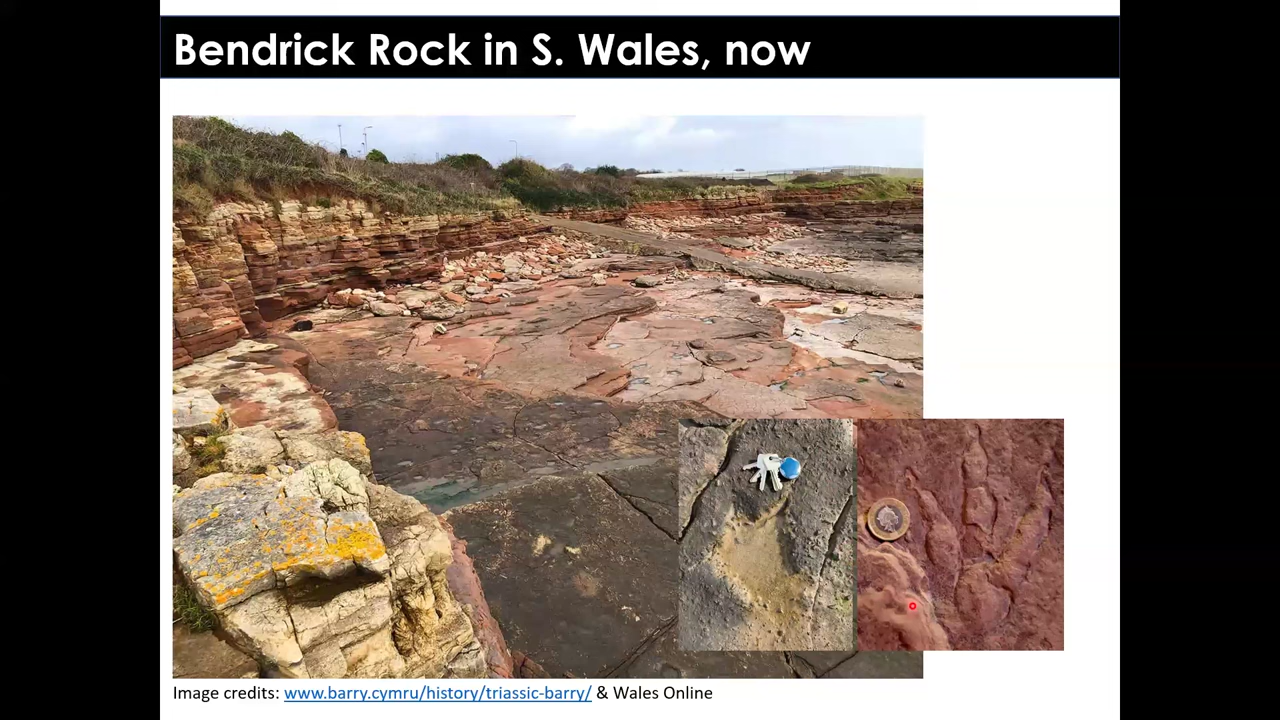 Bendrick Rock in S. Wales, now
Image credits: www.barry.cymru/history/triassic-barry/ & Wales Online